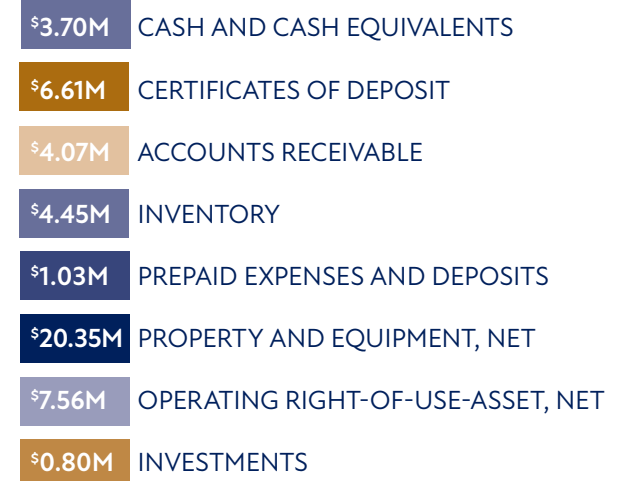 $3.70M CASH AND CASH EQUIVALENTS
$6.61M CERTIFICATES OF DEPOSIT
$4.07M ACCOUNTS RECEIVABLE
$4.45M INVENTORY
$1.03M PREPAID EXPENSES AND DEPOSITS
$20.35M PROPERTY AND EQUIPMENT, NET
$7.56M OPERATING RIGHT-OF-USE-ASSET, NET
$0.80M INVESTMENTS